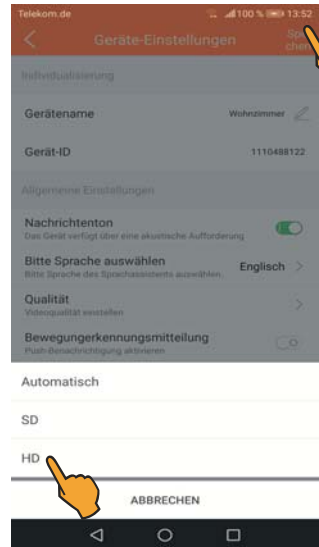 Telekom.de 100 % 13:52
Geräte-Einstellungen
Individualisierung
Gerätename Wohnzimmer
Gerät-ID 1110488122
Allgemeine Einstellungen
Nachrichtenton
Das Gerät verfügt über eine akustische Aufforderung
Bitte Sprache auswählen Englisch
Bitte Sprache des Sprachassistents auswählen.
Qualität
Videoqualität einstellen
Bewegungerkennungsmitteilung
Push-Benachrichtigung aktivieren
Automatisch
SD
HD
ABBRECHEN